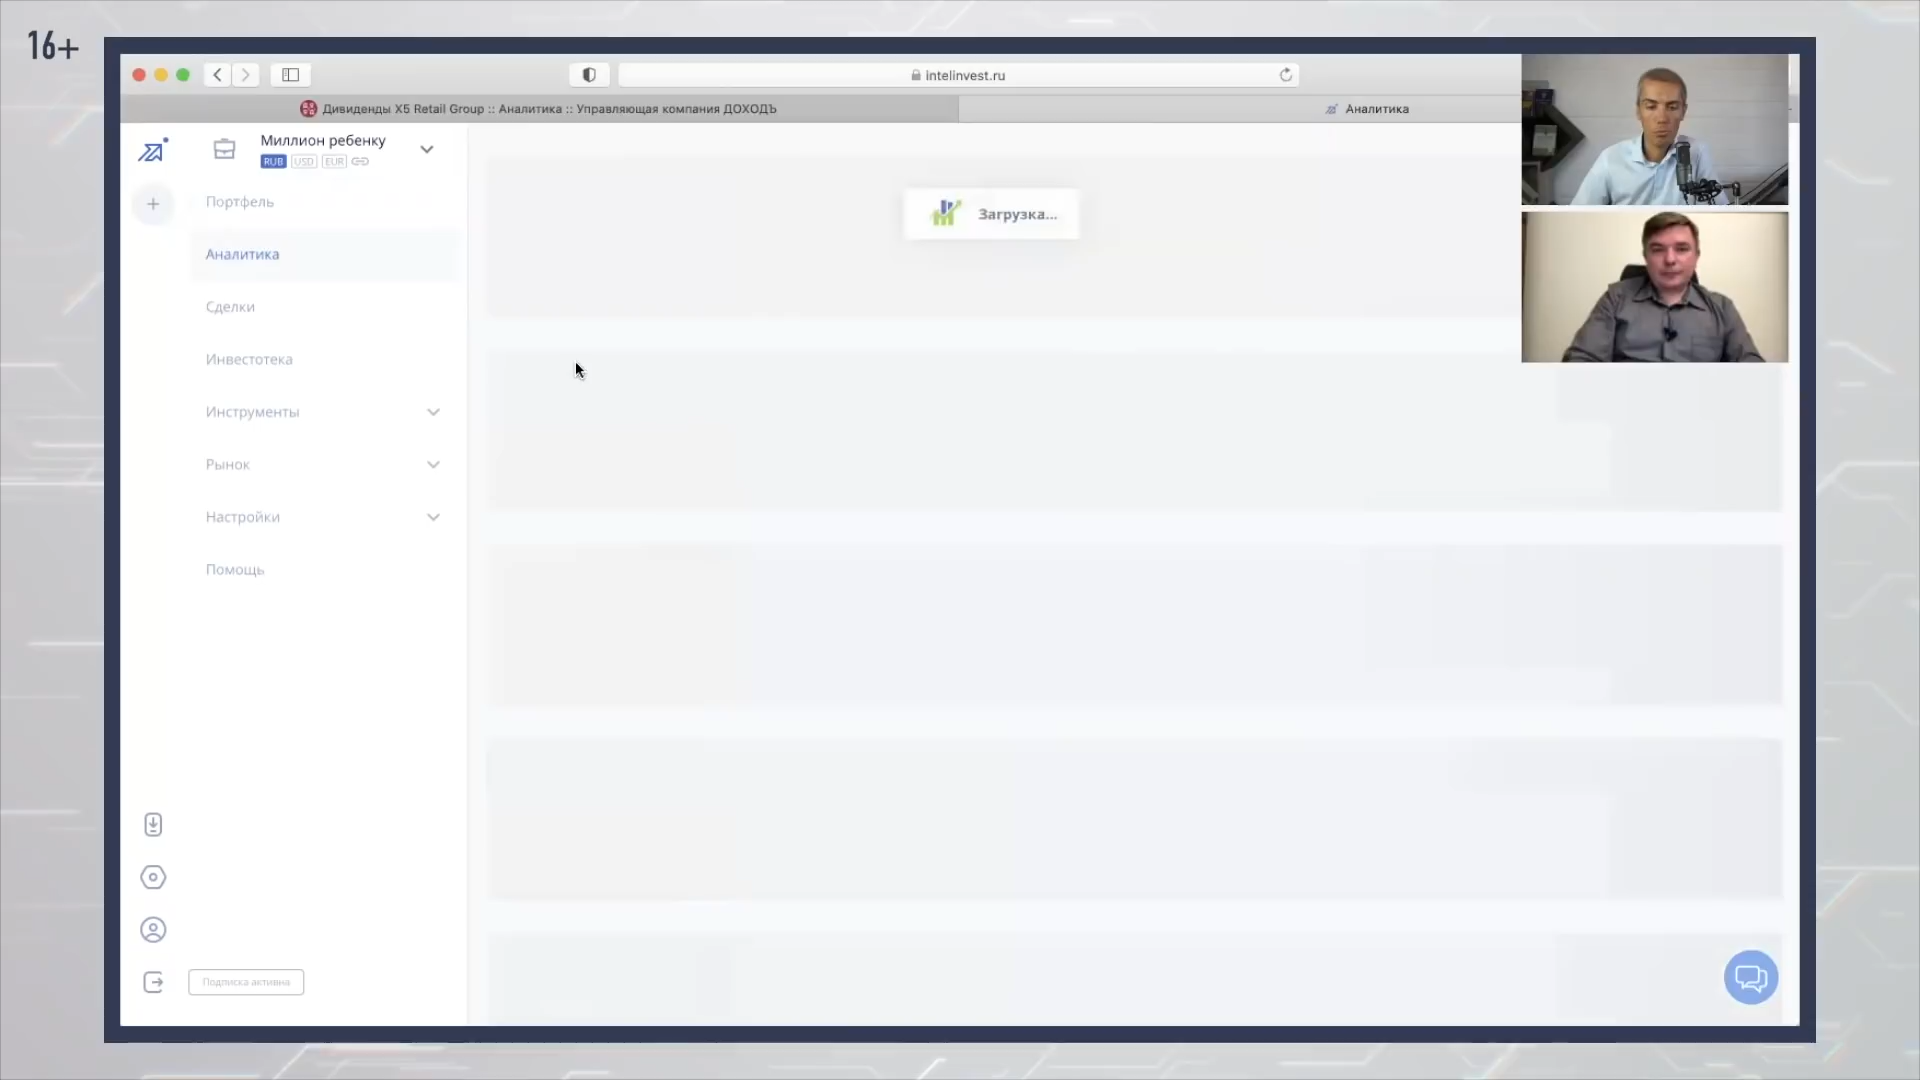 16+
intelinvest.ru
Дивиденды X5 Retail Group :: Аналитика :: Управляющая компания ДОХОДЪ
Аналитика
Миллион ребенку
RUB USD EUR
Портфель
Загрузка...
Аналитика
Сделки
Инвестотека
Инструменты
Рынок
Настройки
Помощь
Подписка активна